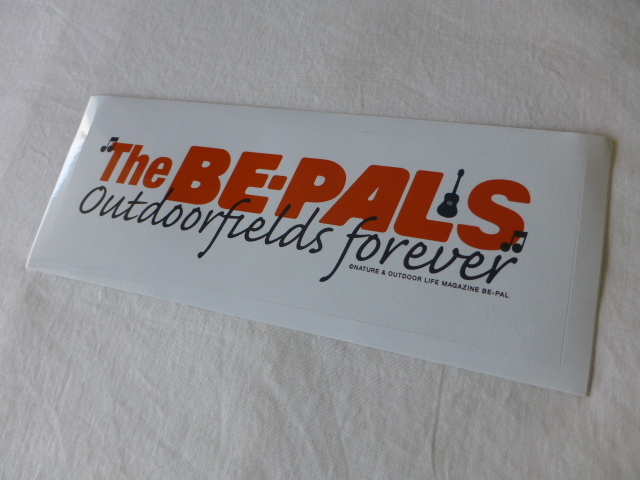 The BE-PALS
Outdoorfields forever
©NATURE & OUTDOOR LIFE MAGAZINE BE-PAL